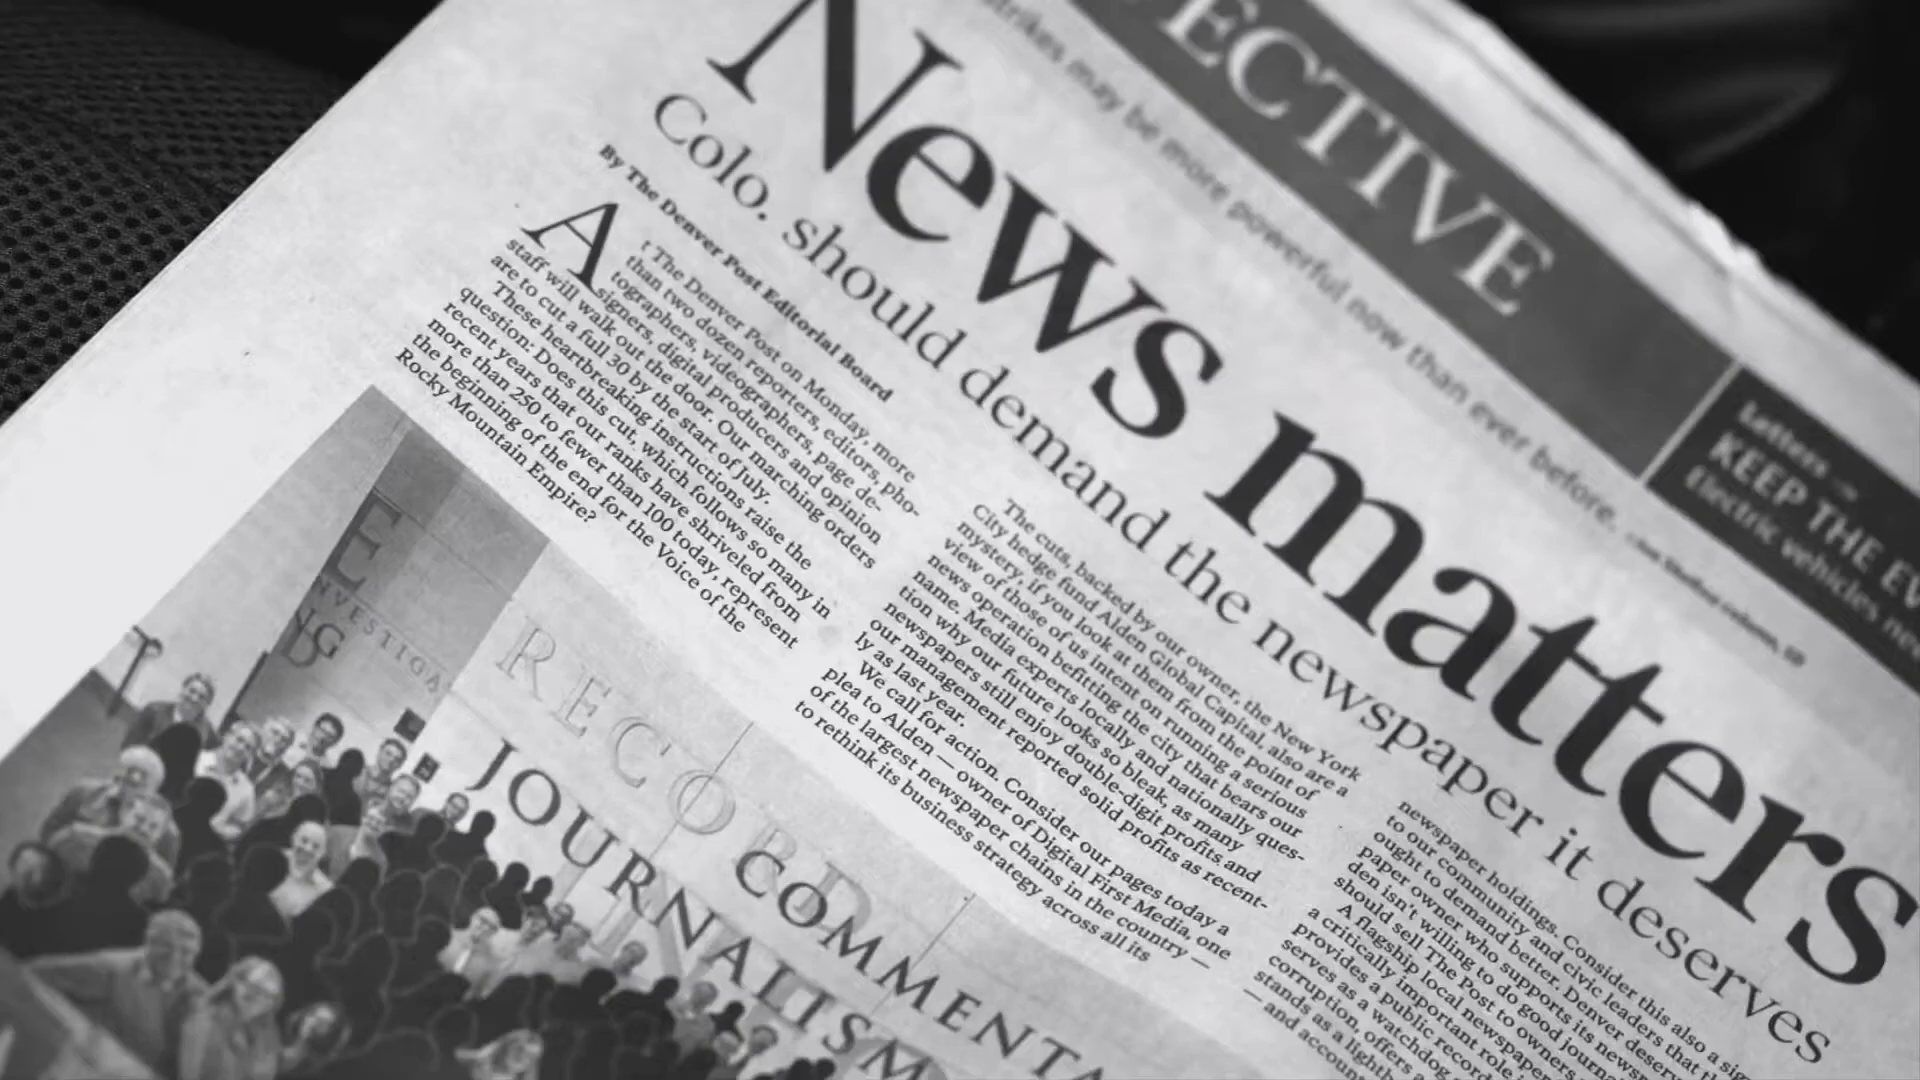 ECTIVE
strikes may be more powerful now than ever before.
Letters
KEEP THE EV
Electric vehicles nee
News matters
Colo. should demand the newspaper it deserves
By The Denver Post Editorial Board
At The Denver Post on Monday, more
than two dozen reporters, editors, pho-
tographers, videographers, page de-
signers, digital producers and opinion
staff will walk out the door. Our marching orders
are to cut a full 30 by the start of July.
These heartbreaking instructions raise the
question: Does this cut, which follows so many in
recent years that our ranks have shriveled from
more than 250 to fewer than 100 today, represent
the beginning of the end for the Voice of the
Rocky Mountain Empire?
The cuts, backed by our owner, the New York
City hedge fund Alden Global Capital, also are a
mystery, if you look at them from the point of
view of those of us intent on running a serious
news operation befitting the city that bears our
name. Media experts locally and nationally ques-
tion why our future looks so bleak, as many
newspapers still enjoy double-digit profits and
our management reported solid profits as recent-
ly as last year.
We call for action. Consider our pages today a
plea to Alden — owner of Digital First Media, one
of the largest newspaper chains in the country —
to rethink its business strategy across all its
newspaper holdings. Consider this also a sig
to our community and civic leaders that th
ought to demand better. Denver deserv
paper owner who supports its newsr
den isn't willing to do good journal
should sell The Post to owners
A flagship local newspaper
a critically important role i
provides a public record
serves as a watchdog
corruption, offers a
stands as a lighth
— and accoun
E
NVESTIGA
NG
RECORD
JOURNALISM
COMMENTA